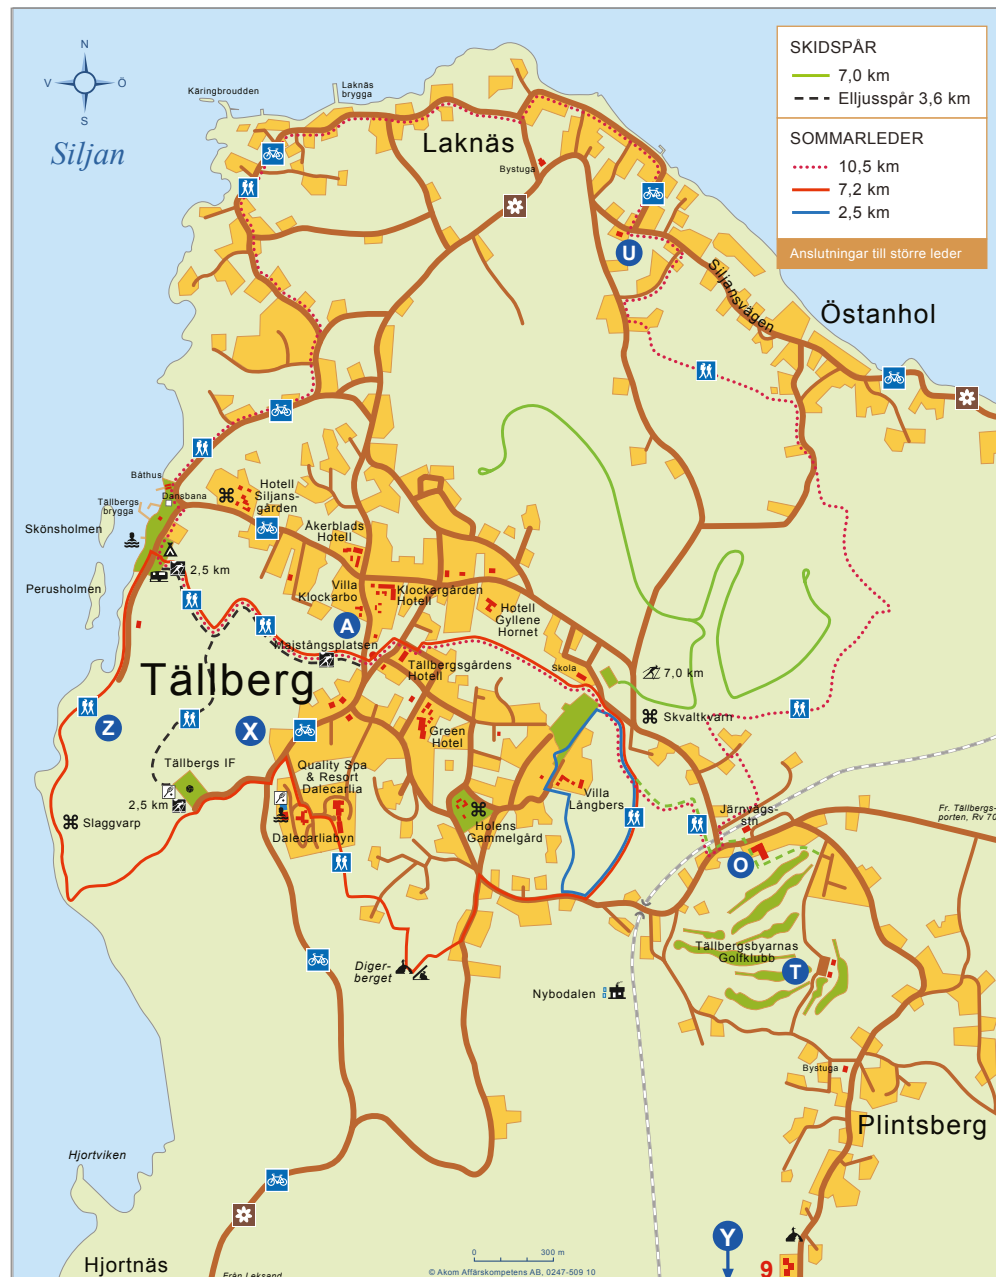 N
V
Ö
S
Siljan
SKIDSPÅR
7,0 km
Elljusspår 3,6 km
SOMMARLEDER
10,5 km
7,2 km
2,5 km
Anslutningar till större leder
Käringbroudden
Laknäs
brygga
Laknäs
Bystuga
U
Siljansvägen
Östanhol
Båthus
Dansbana
Tällbergs
brygga
Skönsholmen
Perusholmen
Hotell
Siljans-
gården
Åkerblads
Hotell
2,5 km
Villa
Klockarbo
Klockargården
Hotell
Hotell
Gyllene
Hornet
A
Majstångsplatsen
Tällberg
Tällbergsgårdens
Hotell
Skola
7,0 km
Skvaltkvarn
Z
X
Green
Hotel
Tällbergs IF
2,5 km
Slaggvarp
Quality Spa
& Resort
Dalecarlia
Dalecarliabyn
Villa
Långbers
Holens
Gammelgård
Järnvägs-
stn
Fr. Tällbergs-
porten, Rv 70
O
Tällbergsbyarnas
Golfklubb
T
Diger-
berget
Nybodalen
Bystuga
Plintsberg
Hjortviken
Hjortnäs
Från Leksand
0
300 m
© Akom Affärskompetens AB, 0247-509 10
Y
9